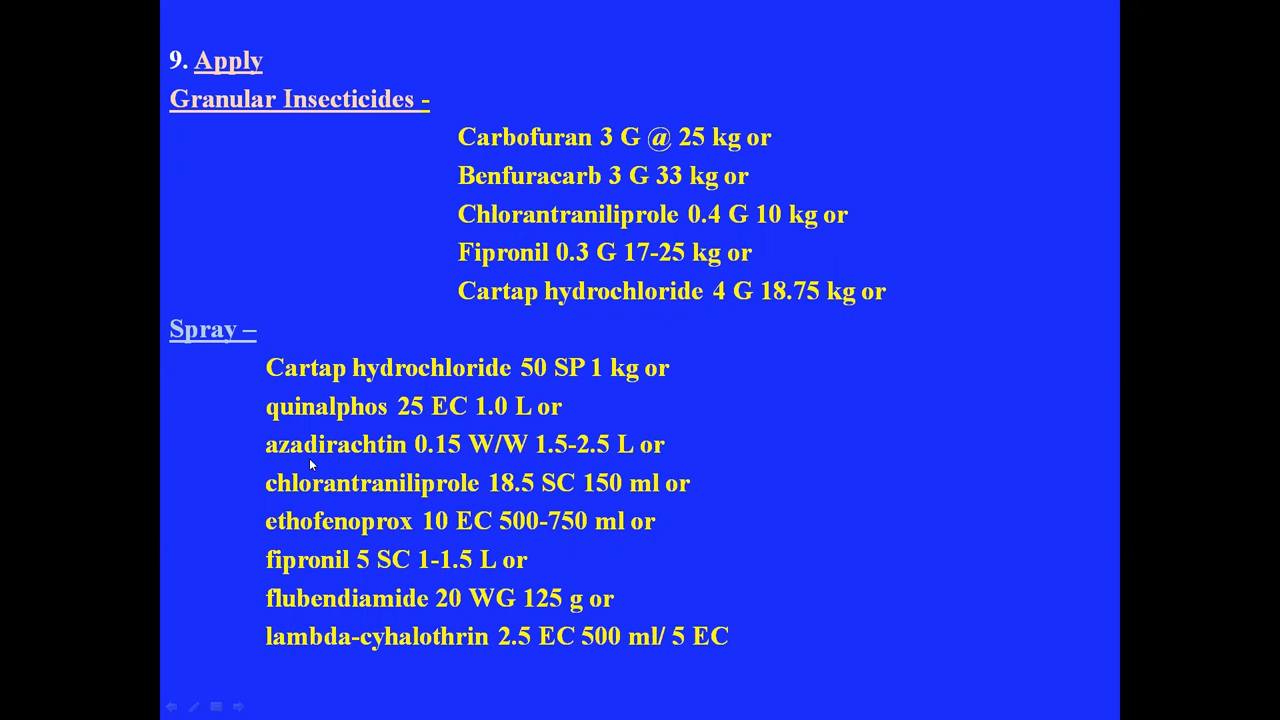 9. Apply
Granular Insecticides -
Carbofuran 3 G @ 25 kg or
Benfuracarb 3 G 33 kg or
Chlorantraniliprole 0.4 G 10 kg or
Fipronil 0.3 G 17-25 kg or
Cartap hydrochloride 4 G 18.75 kg or
Spray –
Cartap hydrochloride 50 SP 1 kg or
quinalphos 25 EC 1.0 L or
azadirachtin 0.15 W/W 1.5-2.5 L or
chlorantraniliprole 18.5 SC 150 ml or
ethofenoprox 10 EC 500-750 ml or
fipronil 5 SC 1-1.5 L or
flubendiamide 20 WG 125 g or
lambda-cyhalothrin 2.5 EC 500 ml/ 5 EC